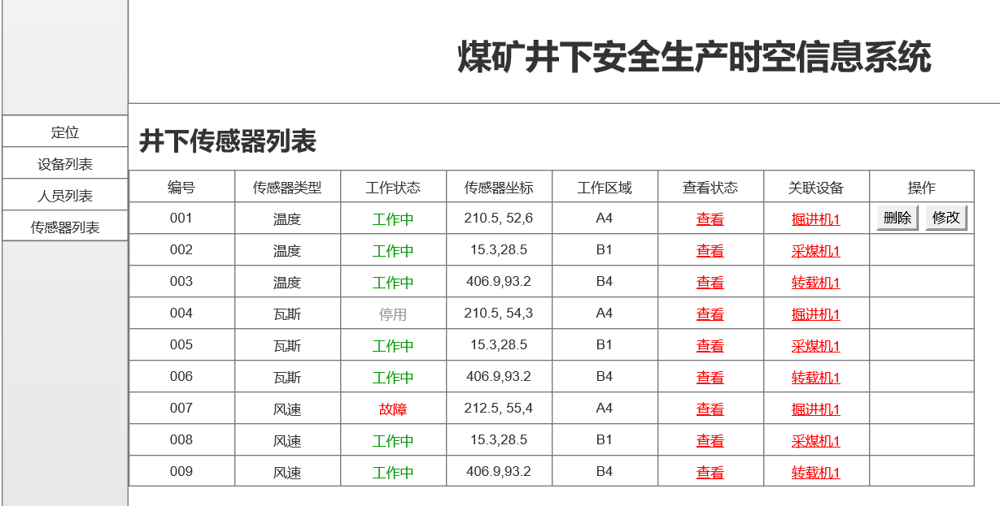 煤矿井下安全生产时空信息系统
定位
设备列表
人员列表
传感器列表
井下传感器列表
编号 传感器类型 工作状态 传感器坐标 工作区域 查看状态 关联设备 操作
001 温度 工作中 210.5, 52,6 A4 查看 掘进机1 删除 修改
002 温度 工作中 15.3,28.5 B1 查看 采煤机1
003 温度 工作中 406.9,93.2 B4 查看 转载机1
004 瓦斯 停用 210.5, 54,3 A4 查看 掘进机1
005 瓦斯 工作中 15.3,28.5 B1 查看 采煤机1
006 瓦斯 工作中 406.9,93.2 B4 查看 转载机1
007 风速 故障 212.5, 55,4 A4 查看 掘进机1
008 风速 工作中 15.3,28.5 B1 查看 采煤机1
009 风速 工作中 406.9,93.2 B4 查看 转载机1